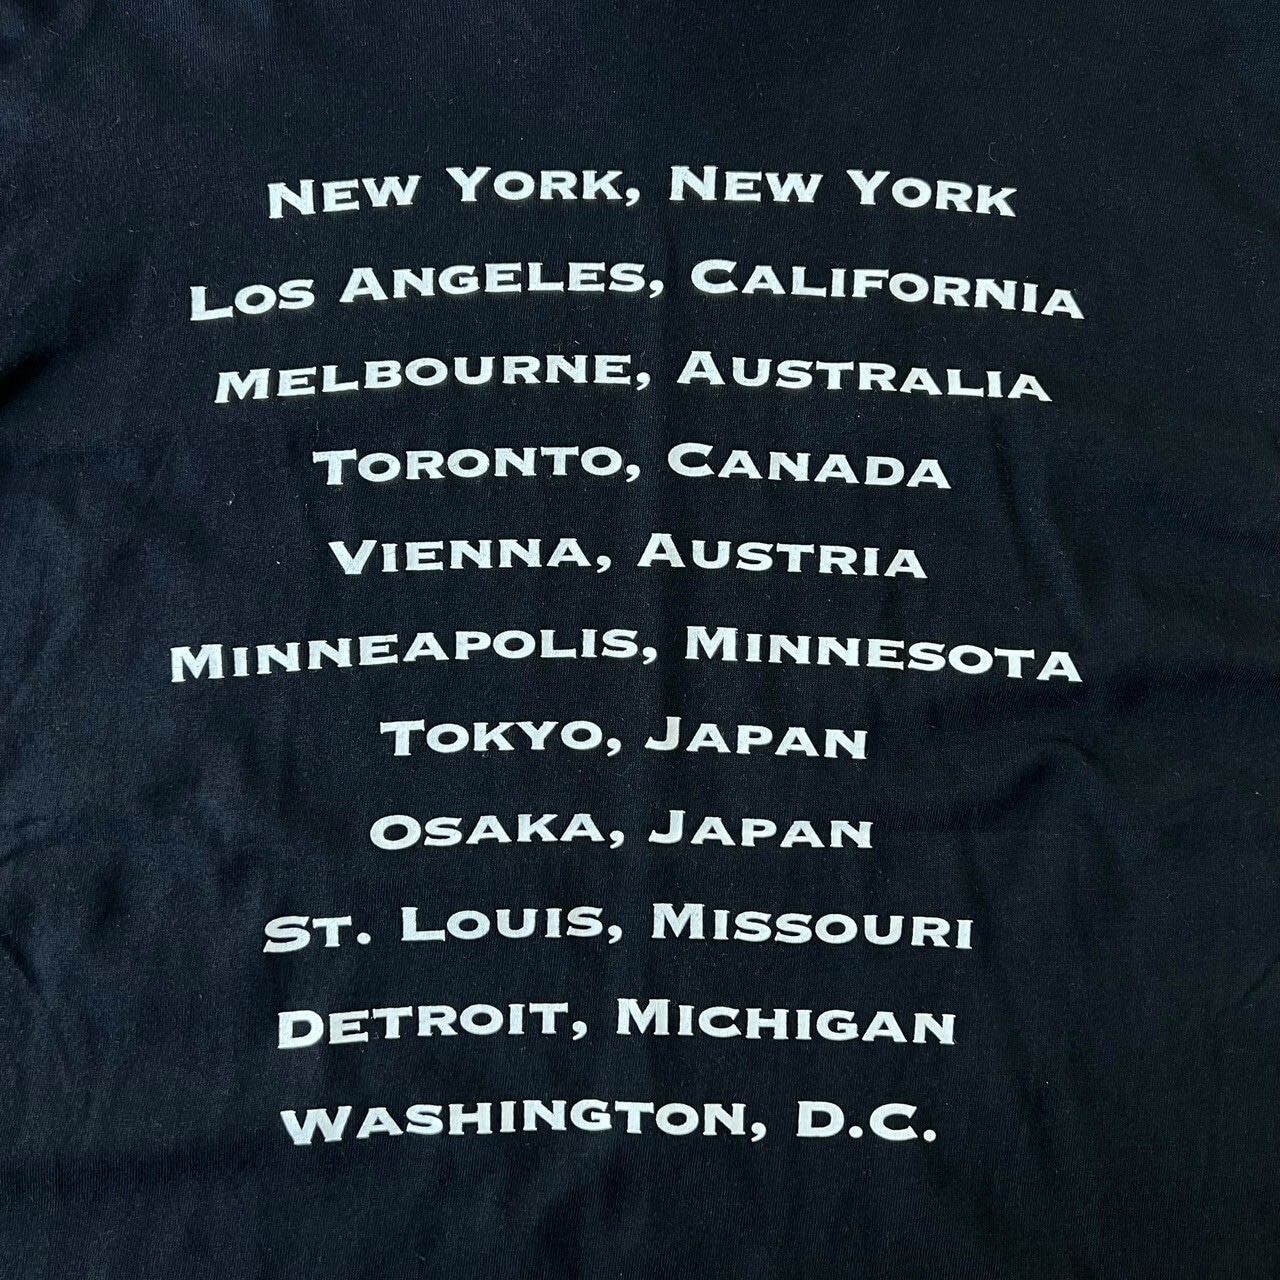 New York, New York
Los Angeles, California
Melbourne, Australia
Toronto, Canada
Vienna, Austria
Minneapolis, Minnesota
Tokyo, Japan
Osaka, Japan
St. Louis, Missouri
Detroit, Michigan
Washington, D.C.